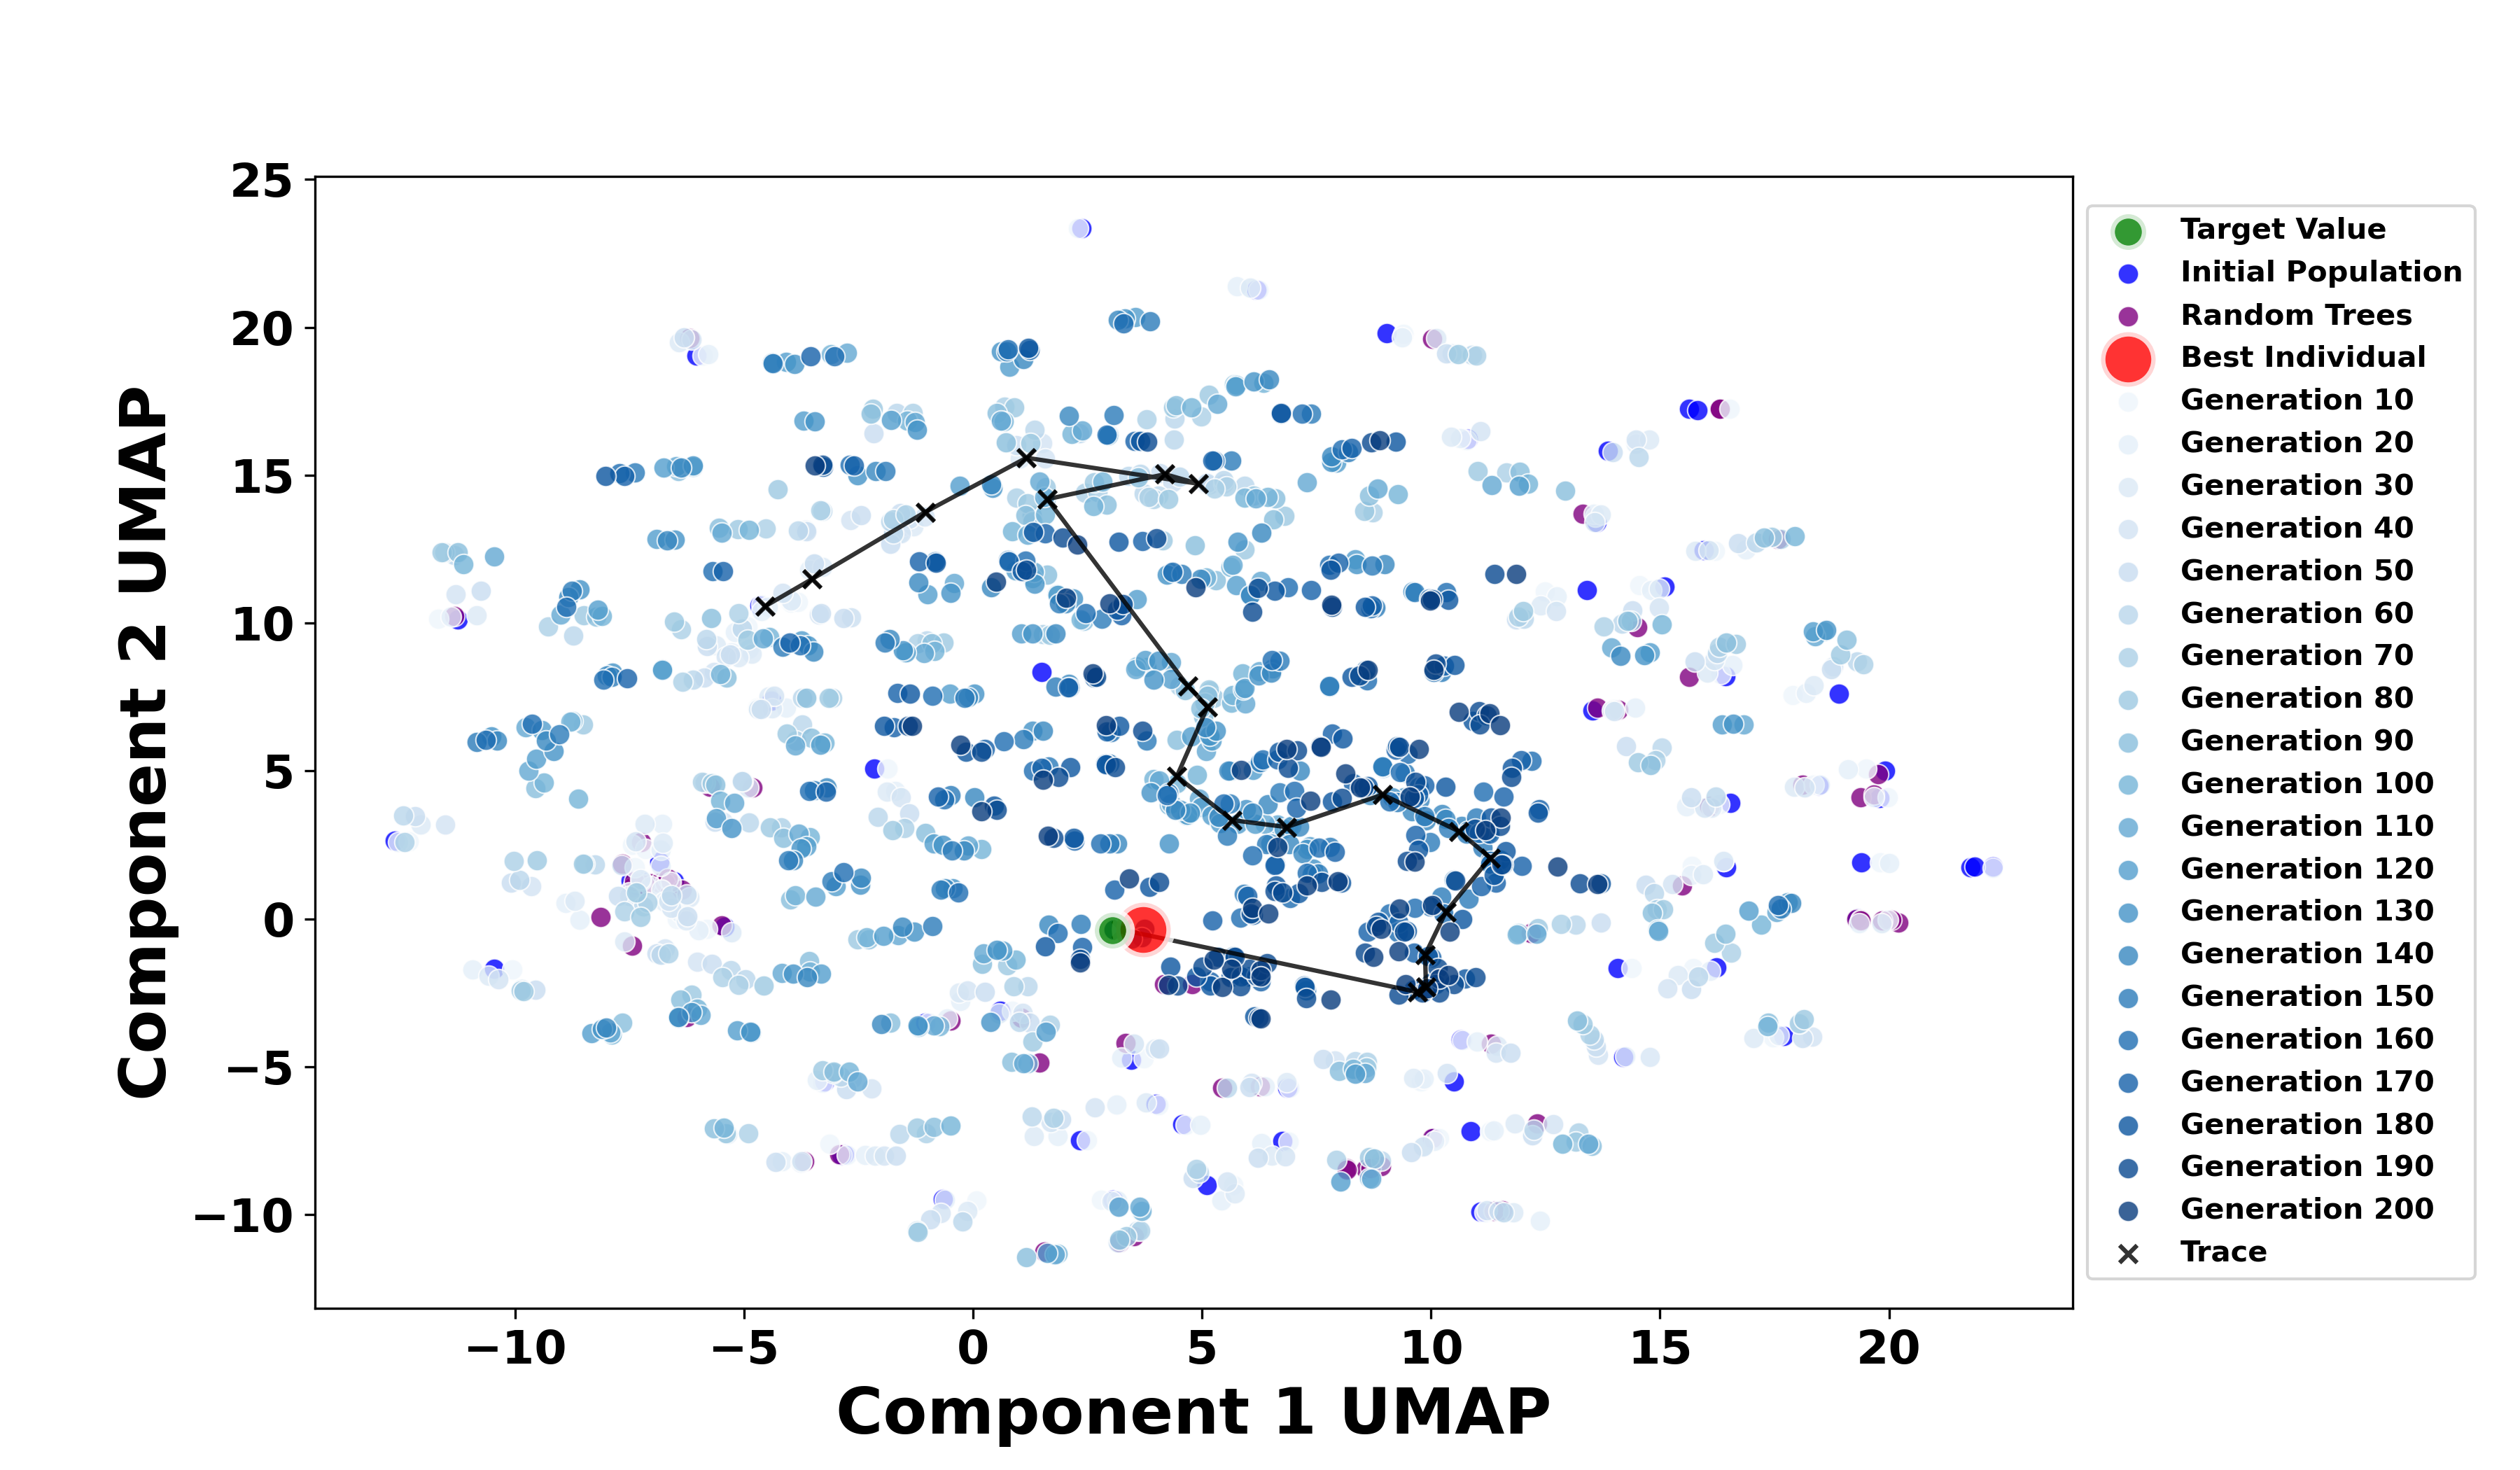 25
20
15
10
5
0
−5
−10
Component 2 UMAP
−10
−5
0
5
10
15
20
Component 1 UMAP
Target Value
Initial Population
Random Trees
Best Individual
Generation 10
Generation 20
Generation 30
Generation 40
Generation 50
Generation 60
Generation 70
Generation 80
Generation 90
Generation 100
Generation 110
Generation 120
Generation 130
Generation 140
Generation 150
Generation 160
Generation 170
Generation 180
Generation 190
Generation 200
Trace